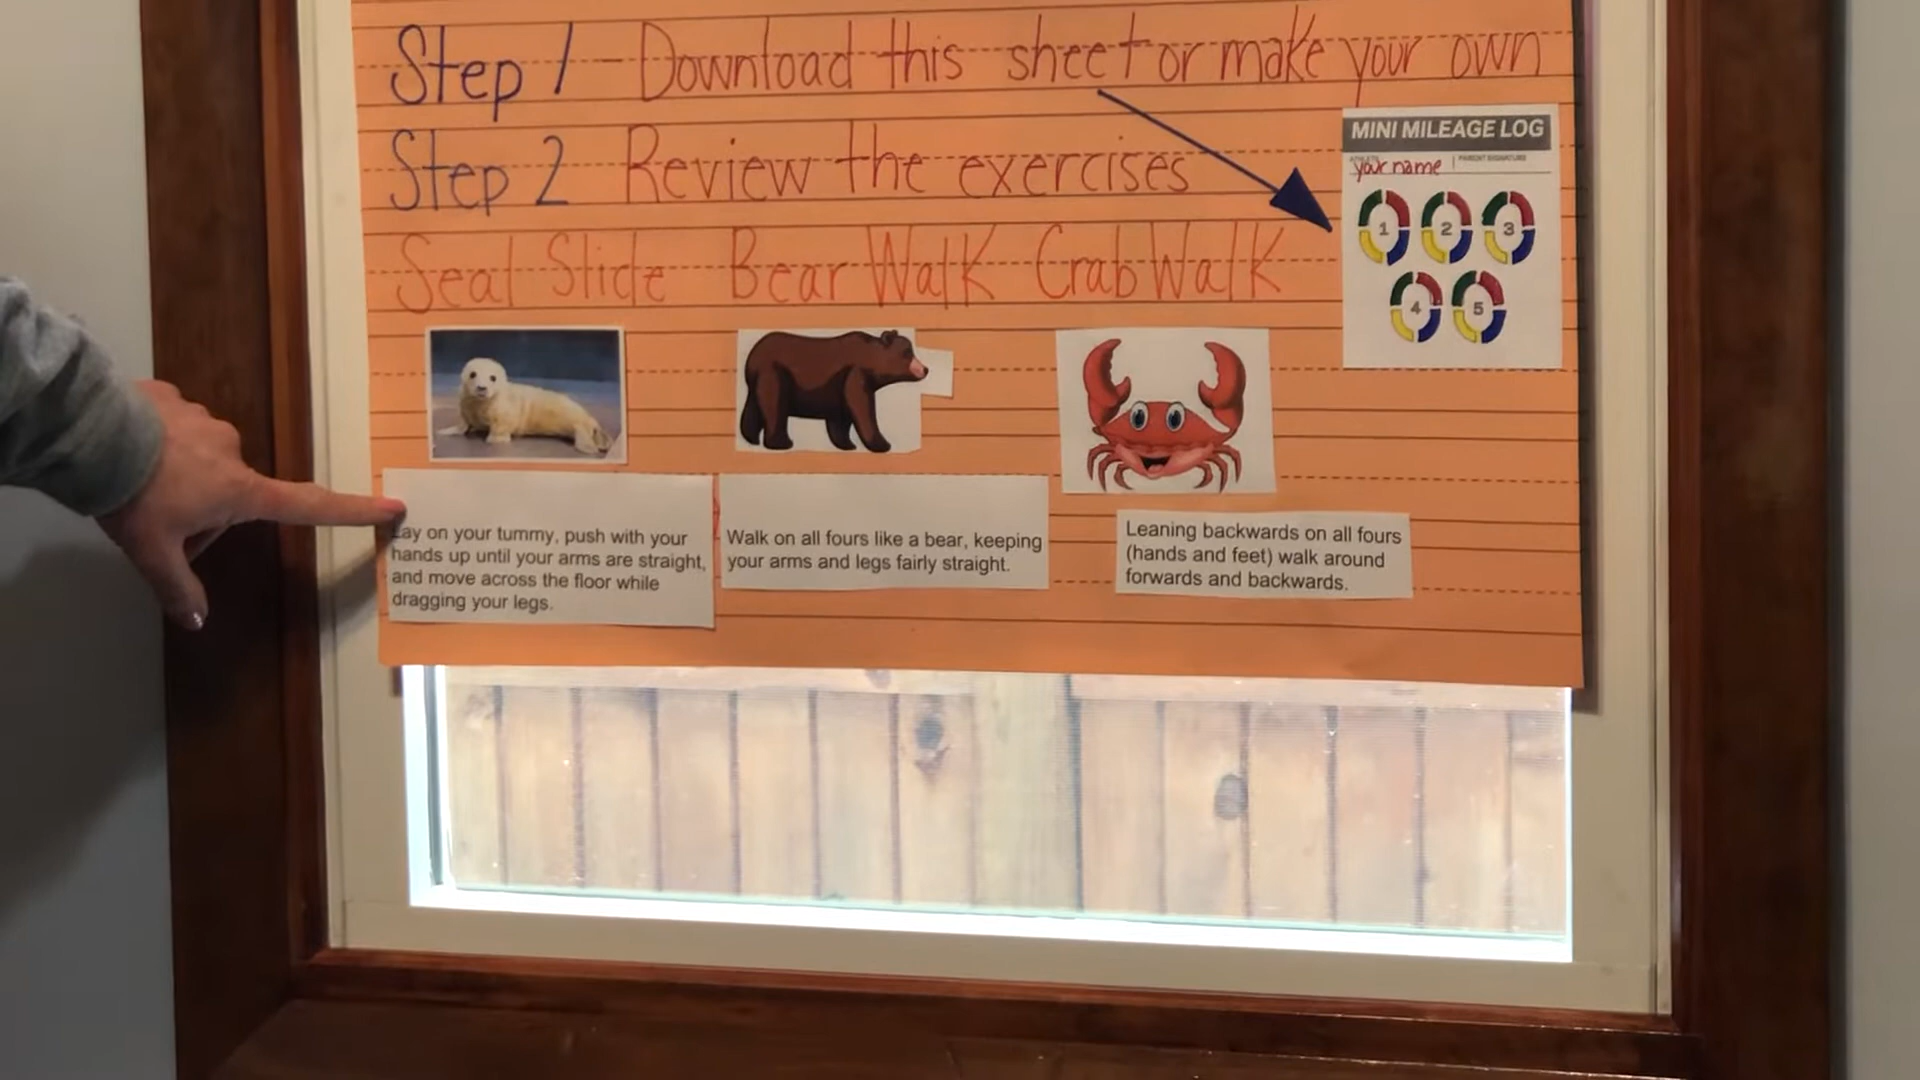 Step 1 - Download this sheet or make your own
Step 2 Review the exercises
MINI MILEAGE LOG
your name
PARENT SIGNATURE
1 2 3
4 5
Seal Slide Bear Walk Crab Walk
Lay on your tummy, push with your
hands up until your arms are straight,
and move across the floor while
dragging your legs.
Walk on all fours like a bear, keeping
your arms and legs fairly straight.
Leaning backwards on all fours
(hands and feet) walk around
forwards and backwards.